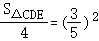 S△CDE/4 = (3/5)²